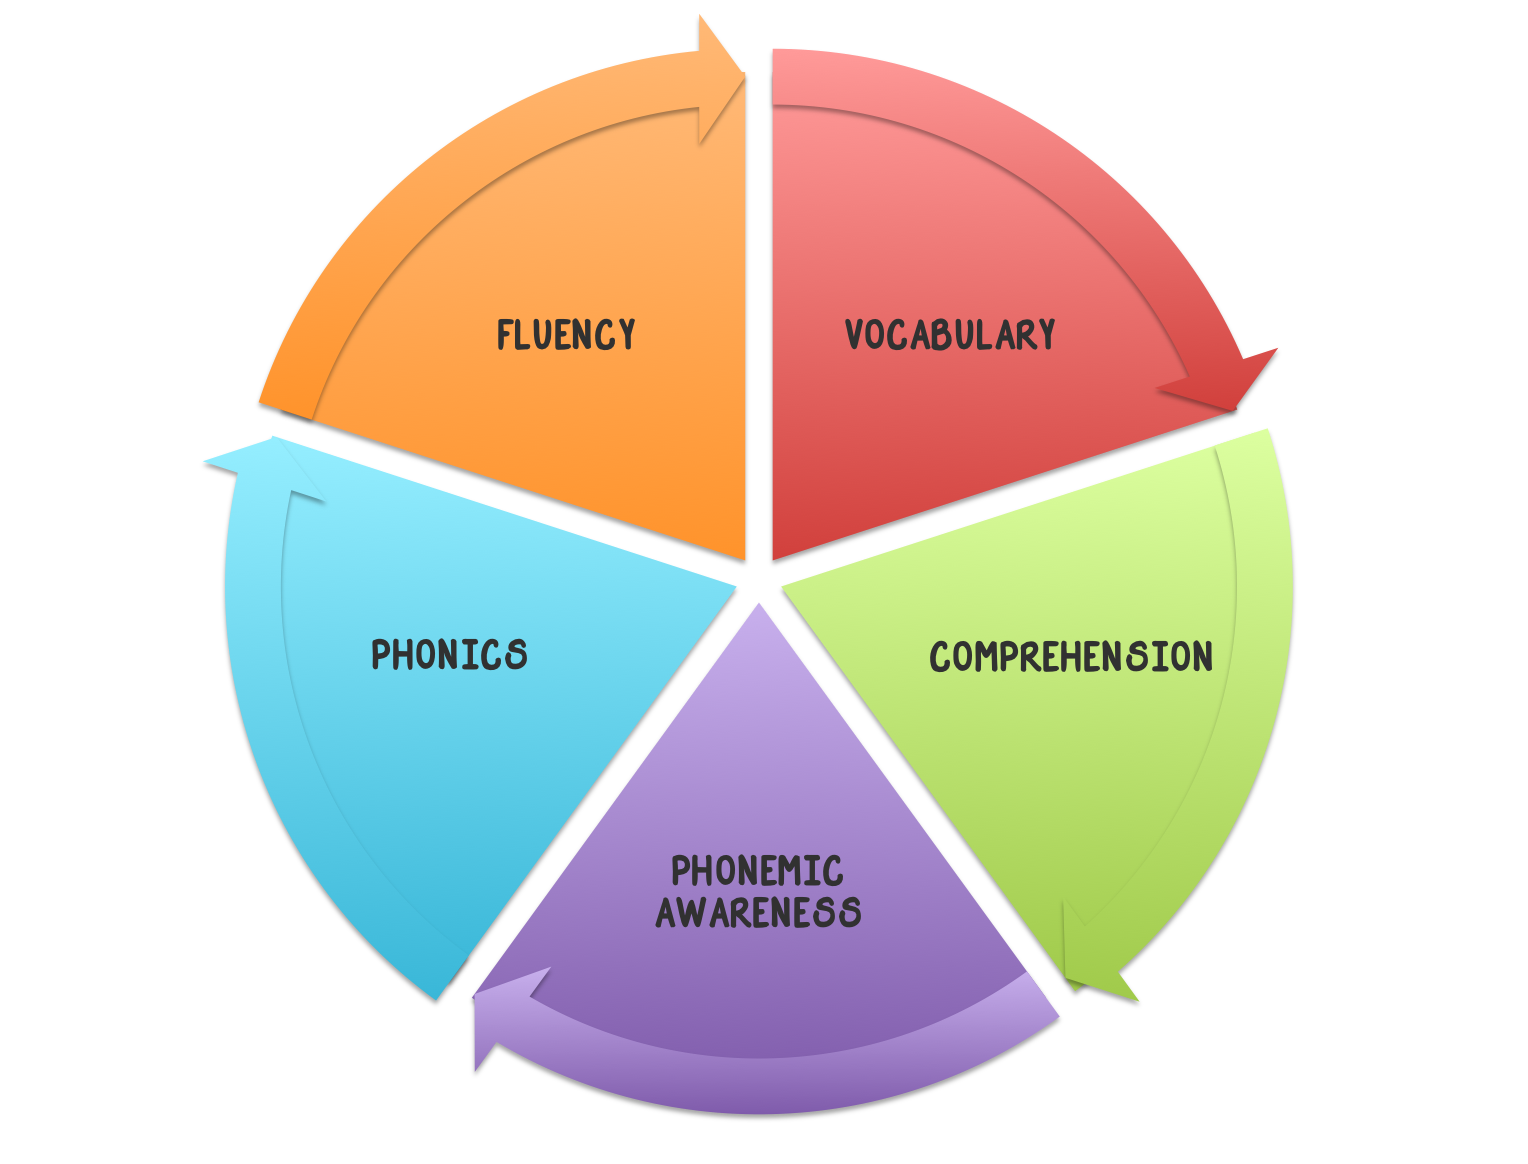 FLUENCY
VOCABULARY
PHONICS
COMPREHENSION
PHONEMIC
AWARENESS